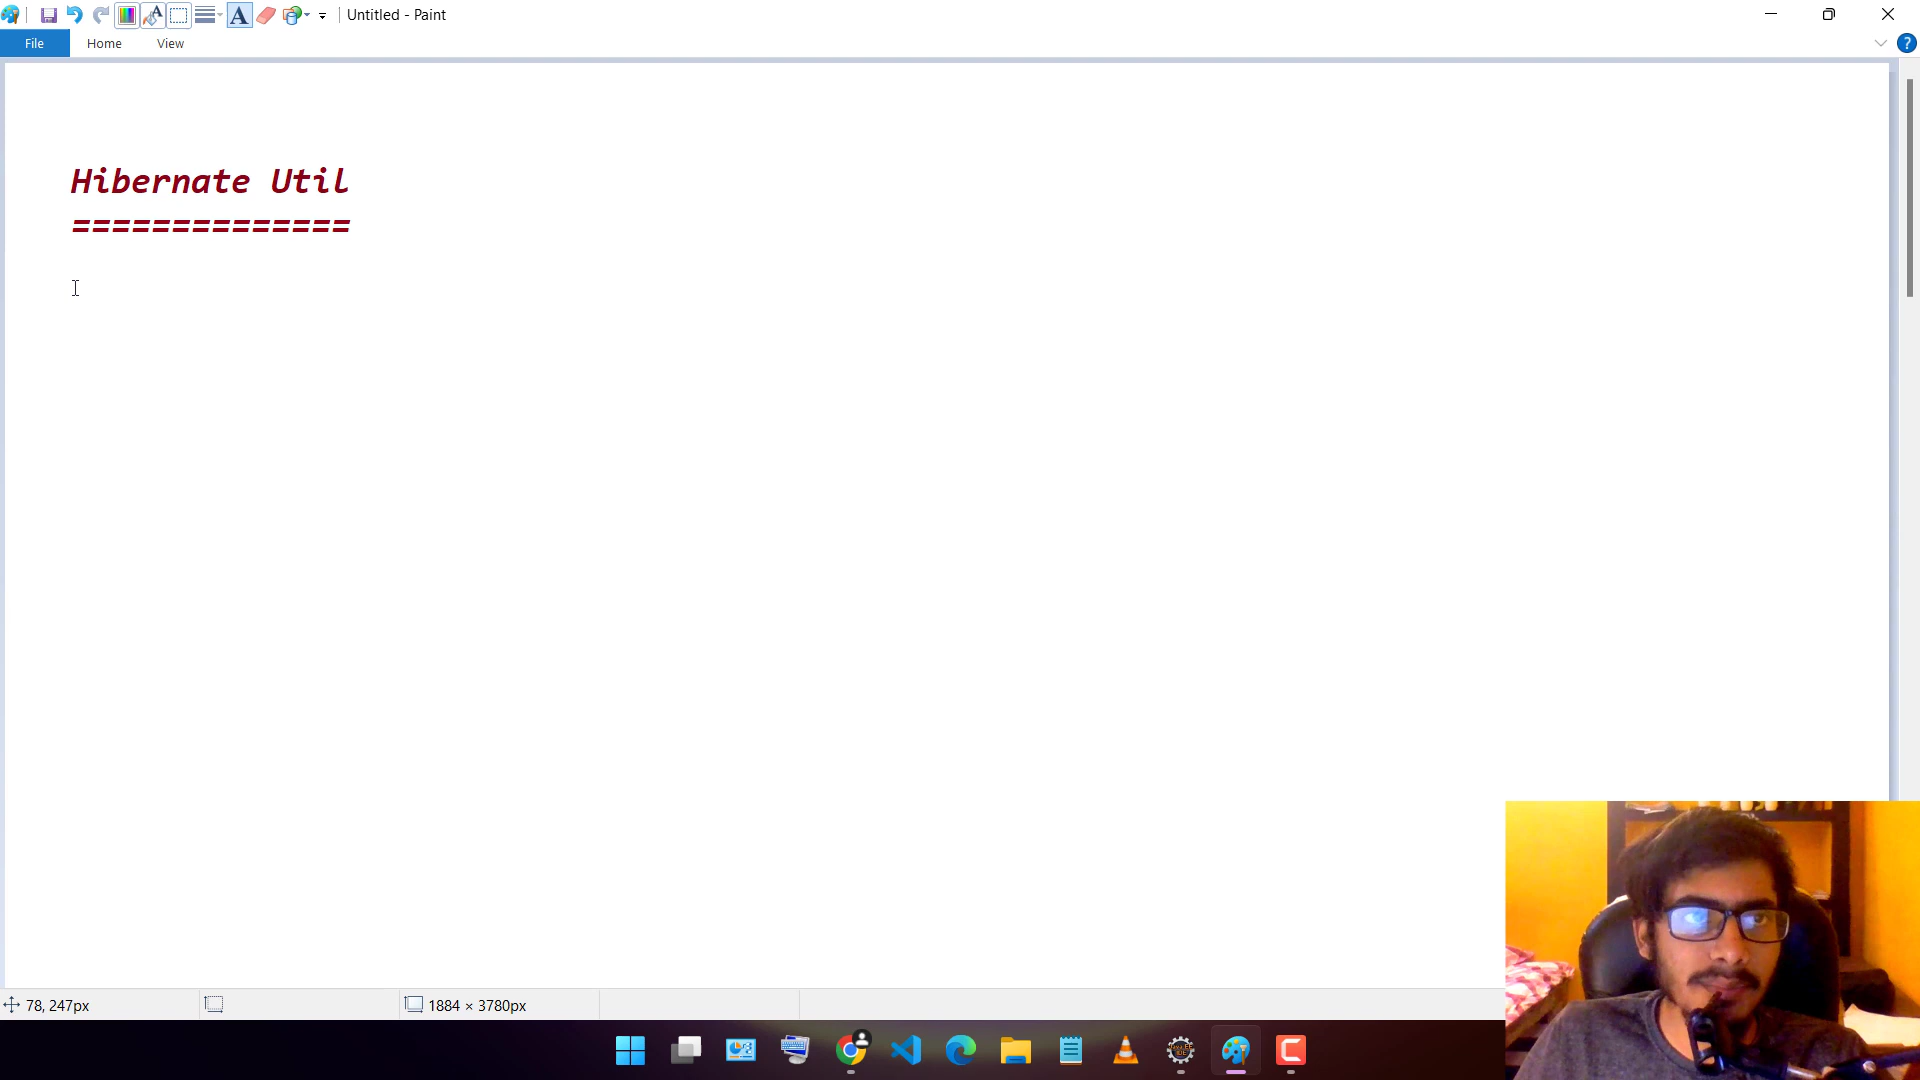 Untitled - Paint
File
Home
View
?
Hibernate Util
==============
78, 247px
1884 × 3780px